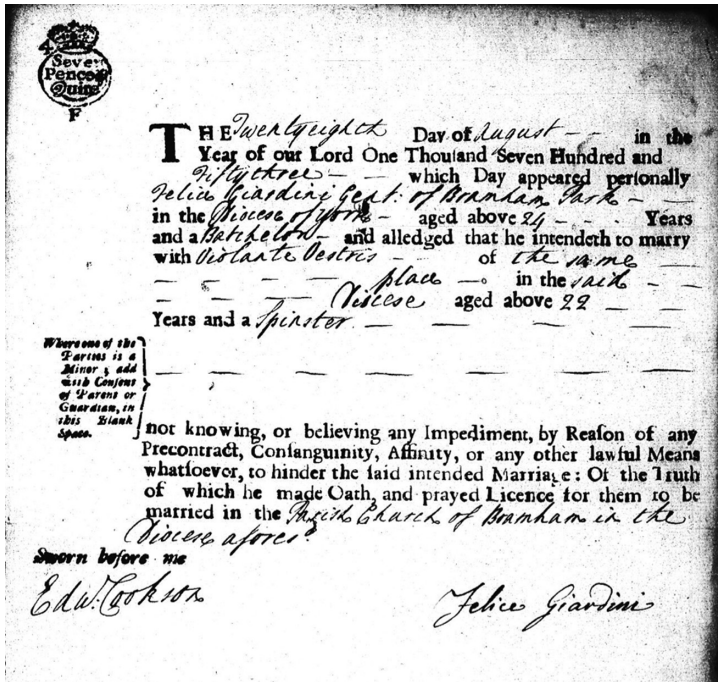 4
Seven
Pence pr
Quire
F
THE Twentyeighth Day of August — — in the
Year of our Lord One Thousand Seven Hundred and
Fifty three — — which Day appeared personally
Felice Giardini Gent: of Bramham Park — —
in the Diocese of York — aged above 24 — — Years
and a Batchelor — and alledged that he intendeth to marry
with Violante Vestris — — of the same —
— — — — place — in the said —
Diocese aged above 22 — —
Years and a Spinster — — — — —
Where one of the
Parties is a
Minor; add
with Consent
of Parent or
Guardian, in
this Blank
Space.
not knowing, or believing any Impediment, by Reason of any
Precontract, Consanguinity, Affinity, or any other lawful Means
whatsoever, to hinder the said intended Marriage: Of the Truth
of which he made Oath, and prayed Licence for them to be
married in the Parish Church of Bramham in the
Diocese aforesd
Sworn before me
Edwd: Cookson
Felice Giardini